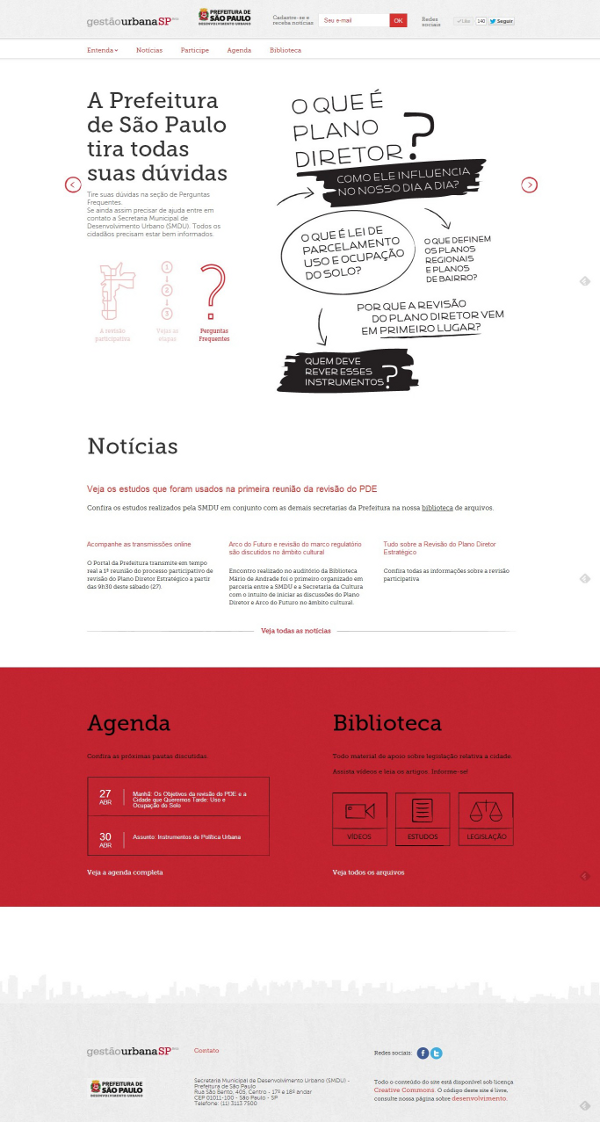 gestãourbanaSP
PREFEITURA DE
SÃO PAULO
DESENVOLVIMENTO URBANO
Cadastre-se e
receba notícias
Seu e-mail
OK
Redes
sociais
Like
140
Seguir
Entenda
Notícias
Participe
Agenda
Biblioteca
A Prefeitura
de São Paulo
tira todas
suas dúvidas
Tire suas dúvidas na seção de Perguntas
Frequentes.
Se ainda assim precisar de ajuda entre em
contato a Secretaria Municipal de
Desenvolvimento Urbano (SMDU). Todos os
cidadãos precisam estar bem informados.
1
2
3
?
A revisão
participativa
Vejas as
etapas
Perguntas
Frequentes
O QUE É
PLANO
DIRETOR?
COMO ELE INFLUENCIA
NO NOSSO DIA A DIA?
O QUE É LEI DE
PARCELAMENTO
USO E OCUPAÇÃO
DO SOLO?
O QUE DEFINEM
OS PLANOS
REGIONAIS
E PLANOS
DE BAIRRO?
POR QUE A REVISÃO
DO PLANO DIRETOR VEM
EM PRIMEIRO LUGAR?
QUEM DEVE
REVER ESSES
INSTRUMENTOS?
Notícias
Veja os estudos que foram usados na primeira reunião da revisão do PDE
Confira os estudos realizados pela SMDU em conjunto com as demais secretarias da Prefeitura na nossa biblioteca de arquivos.
Acompanhe as transmissões online
O Portal da Prefeitura transmite em tempo
real a 1ª reunião do processo participativo de
revisão do Plano Diretor Estratégico a partir
das 9h30 deste sábado (27).
Arco do Futuro e revisão do marco regulatório
são discutidos no âmbito cultural
Encontro realizado no auditório da Biblioteca
Mário de Andrade foi o primeiro organizado em
parceria entre a SMDU e a Secretaria da Cultura
com o intuito de iniciar as discussões do Plano
Diretor e Arco do Futuro no âmbito cultural.
Tudo sobre a Revisão do Plano Diretor
Estratégico
Confira todas as informações sobre a revisão
participativa
Veja todas as notícias
Agenda
Confira as próximas pautas discutidas.
27
ABR
Manhã: Os Objetivos da revisão do PDE: e a
Cidade que Queremos Tarde: Uso e
Ocupação do Solo
30
ABR
Assunto: Instrumentos de Política Urbana
Veja a agenda completa
Biblioteca
Todo material de apoio sobre legislação relativa a cidade.
Assista vídeos e leia os artigos. Informe-se!
VÍDEOS
ESTUDOS
LEGISLAÇÃO
Veja todos os arquivos
gestãourbanaSP
Contato
Redes sociais:
PREFEITURA DE
SÃO PAULO
DESENVOLVIMENTO URBANO
Secretaria Municipal de Desenvolvimento Urbano (SMDU) -
Prefeitura de São Paulo
Rua São Bento, 405, Centro - 17º e 18º andar
CEP 01011-100 - São Paulo - SP
Telefone: (11) 3113 7500
Todo o conteúdo do site está disponível sob licença
Creative Commons. O código desse site é livre,
consulte nossa página sobre desenvolvimento.